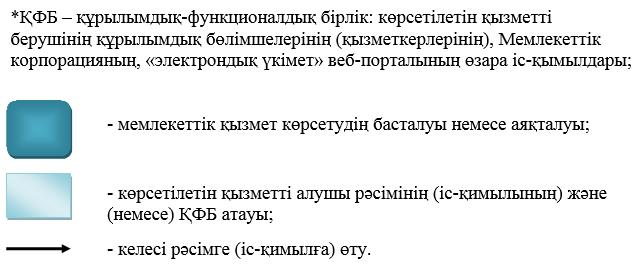 *ҚФБ – құрылымдық-функционалдық бірлік: көрсетілетін қызметті
берушінің құрылымдық бөлімшелерінің (қызметкерлерінің), Мемлекеттік
корпорацияның, «электрондық үкімет» веб-порталының өзара іс-қымылдары;
- мемлекеттік қызмет көрсетудің басталуы немесе аяқталуы;
- көрсетілетін қызметті алушы рәсімінің (іс-қимылының) және
(немесе) ҚФБ атауы;
- келесі рәсімге (іс-қимылға) өту.